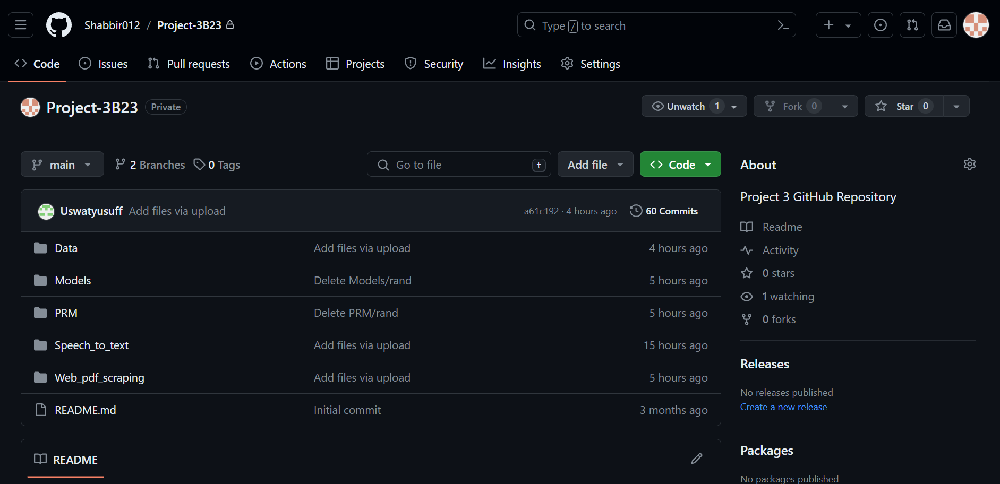 Shabbir012 / Project-3B23
Type / to search
Code
Issues
Pull requests
Actions
Projects
Security
Insights
Settings
Project-3B23 Private
Unwatch 1
Fork 0
Star 0
main
2 Branches
0 Tags
Go to file t
Add file
Code
Uswatyusuff Add files via upload a61c192 · 4 hours ago 60 Commits
Data Add files via upload 4 hours ago
Models Delete Models/rand 5 hours ago
PRM Delete PRM/rand 5 hours ago
Speech_to_text Add files via upload 15 hours ago
Web_pdf_scraping Add files via upload 5 hours ago
README.md Initial commit 3 months ago
README
About
Project 3 GitHub Repository
Readme
Activity
0 stars
1 watching
0 forks
Releases
No releases published
Create a new release
Packages
No packages published